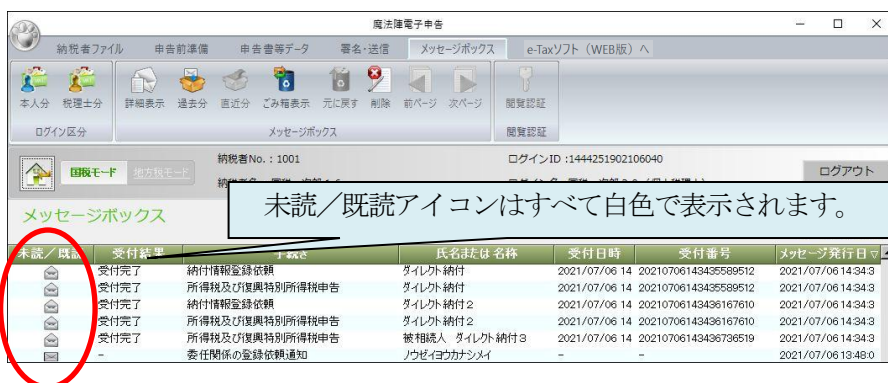 魔法陣電子申告
納税者ファイル 申告前準備 申告書等データ 署名・送信 メッセージボックス e-Taxソフト（WEB版）へ
本人分 税理士分 詳細表示 過去分 直近分 ごみ箱表示 元に戻す 削除 前ページ 次ページ 閲覧認証
ログイン区分 メッセージボックス 閲覧認証
納税者No.：1001 ログインID：1444251902106040
国税モード 地方税モード ログアウト
未読／既読アイコンはすべて白色で表示されます。
メッセージボックス
未読／既読 受付結果 手続き 氏名または名称 受付日時 受付番号 メッセージ発行日▽
受付完了 納付情報登録依頼 ダイレクト納付 2021/07/06 14 20210706143435589512 2021/07/06 14:34:3
受付完了 所得税及び復興特別所得税申告 ダイレクト納付 2021/07/06 14 20210706143435589512 2021/07/06 14:34:3
受付完了 納付情報登録依頼 ダイレクト納付２ 2021/07/06 14 20210706143436167610 2021/07/06 14:34:3
受付完了 所得税及び復興特別所得税申告 ダイレクト納付２ 2021/07/06 14 20210706143436167610 2021/07/06 14:34:3
受付完了 所得税及び復興特別所得税申告 被相続人 ダイレクト納付３ 2021/07/06 14 20210706143436736519 2021/07/06 14:34:3
- 委任関係の登録依頼通知 ノウゼイヨウカナシメイ - - 2021/07/06 13:48:0